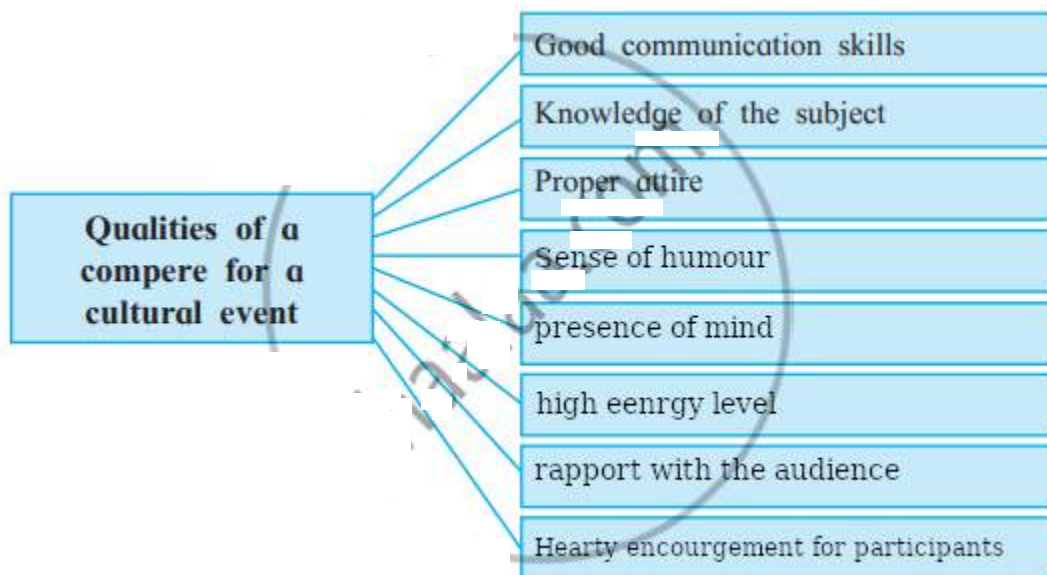 Qualities of a
compere for a
cultural event
Good communication skills
Knowledge of the subject
Proper attire
Sense of humour
presence of mind
high eenrgy level
rapport with the audience
Hearty encourgement for participants